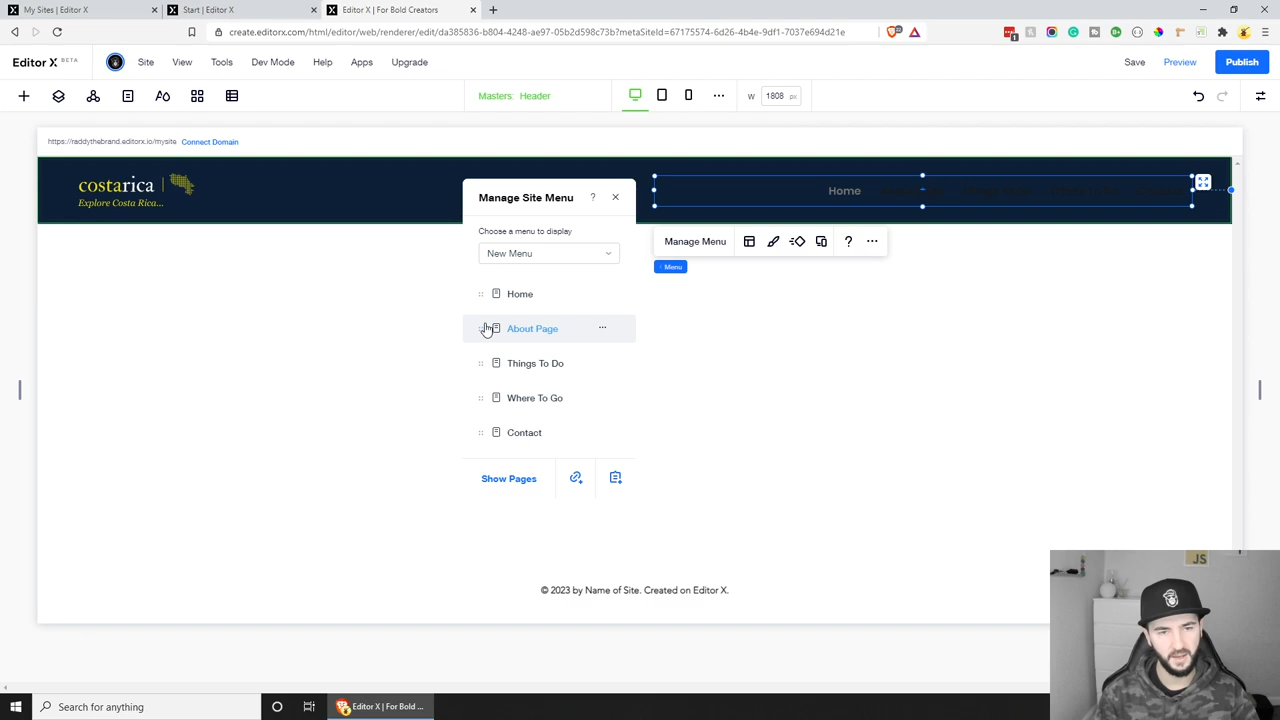 My Sites | Editor X
Start | Editor X
Editor X | For Bold Creators
create.editorx.com/html/editor/web/renderer/edit/da385836-b804-4248-ae97-05b2d598c73b?metaSiteId=67175574-6d26-4b4e-9df1-7037e694d21e
Editor X BETA
Site
View
Tools
Dev Mode
Help
Apps
Upgrade
Save
Preview
Publish
Masters: Header
W 1808 px
https://raddythebrand.editorx.io/mysite Connect Domain
costarica
Explore Costa Rica...
Home
Manage Site Menu ?
Choose a menu to display
New Menu
Home
About Page
Things To Do
Where To Go
Contact
Show Pages
Manage Menu
?
Menu
© 2023 by Name of Site. Created on Editor X.
JS
Search for anything
Editor X | For Bold ...